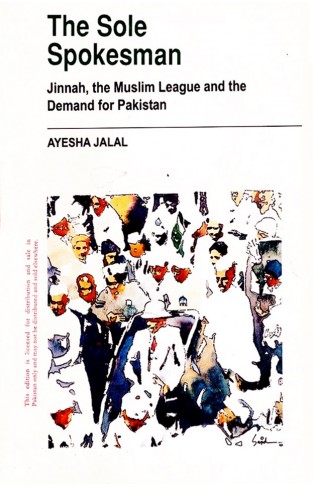 The Sole
Spokesman
Jinnah, the Muslim League and the
Demand for Pakistan
AYESHA JALAL
This edition is licensed for distribution and sale in
Pakistan only and may not be distributed and sold elsewhere.